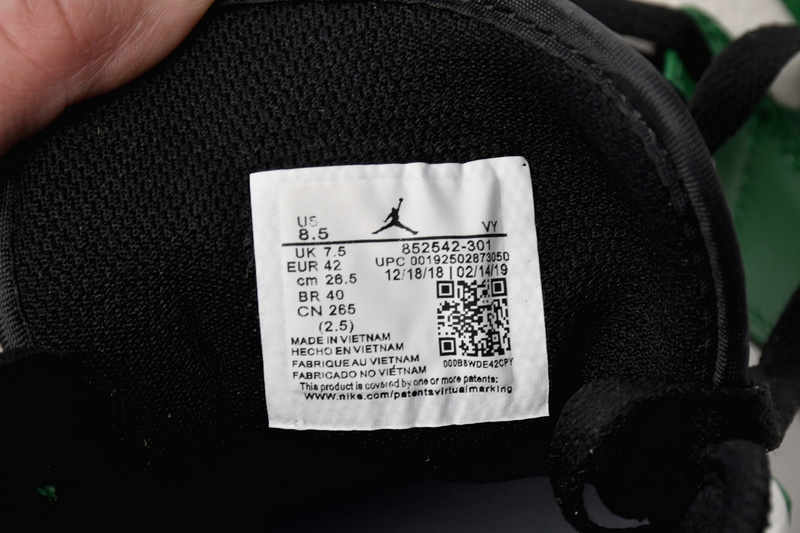 US
8.5
VY
UK 7.5
852542-301
EUR 42
UPC 00192502873050
cm 26.5
12/18/18 | 02/14/19
BR 40
CN 265
(2.5)
MADE IN VIETNAM
HECHO EN VIETNAM
FABRIQUE AU VIETNAM
FABRICADO NO VIÉTNAM
000B8WDE42CPY
This product is covered by one or more patents:
www.nike.com/patentsvirtualmarking